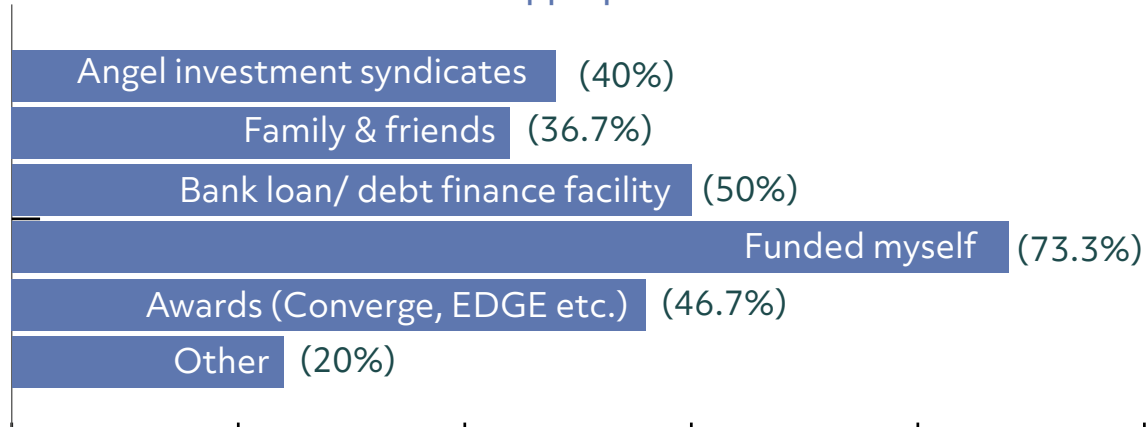 Angel investment syndicates (40%)
Family & friends (36.7%)
Bank loan/ debt finance facility (50%)
Funded myself (73.3%)
Awards (Converge, EDGE etc.) (46.7%)
Other (20%)